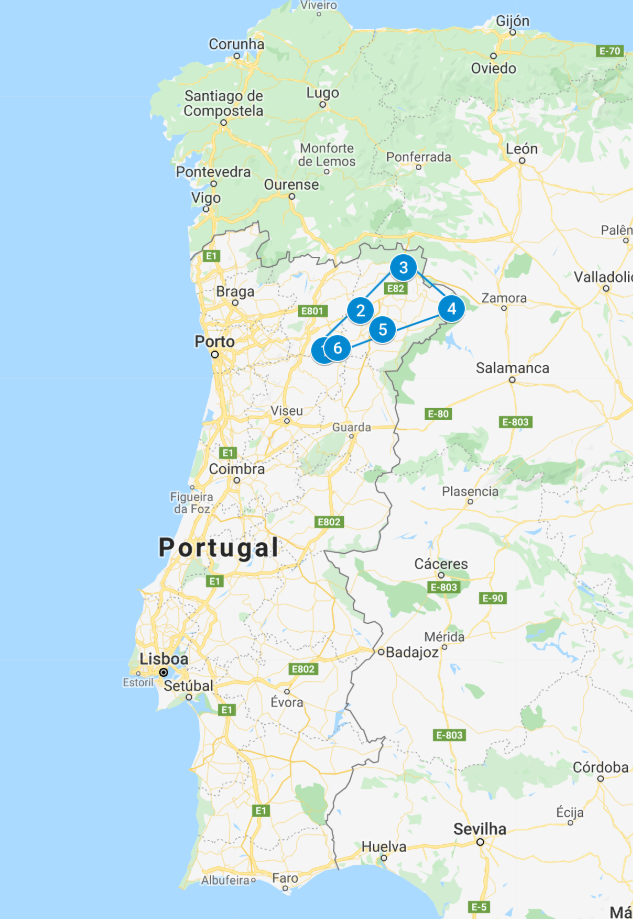 Viveiro
Gijón
Corunha
E-70
Oviedo
Lugo
Santiago de
Compostela
León
Monforte
de Lemos
Ponferrada
Pontevedra
Ourense
Vigo
Palên
E1
3
Valladolid
Braga
E82
Zamora
E801
2
4
5
Porto
6
Salamanca
Viseu
E-80
E-803
Guarda
E1
Coimbra
Plasencia
Figueira
da Foz
E802
Portugal
Cáceres
E1
E-803
E-90
Mérida
Badajoz
Lisboa
E802
Estoril
Setúbal
Évora
E1
E-803
Córdoba
E1
Écija
Sevilha
Huelva
Albufeira
Faro
E-5
Má